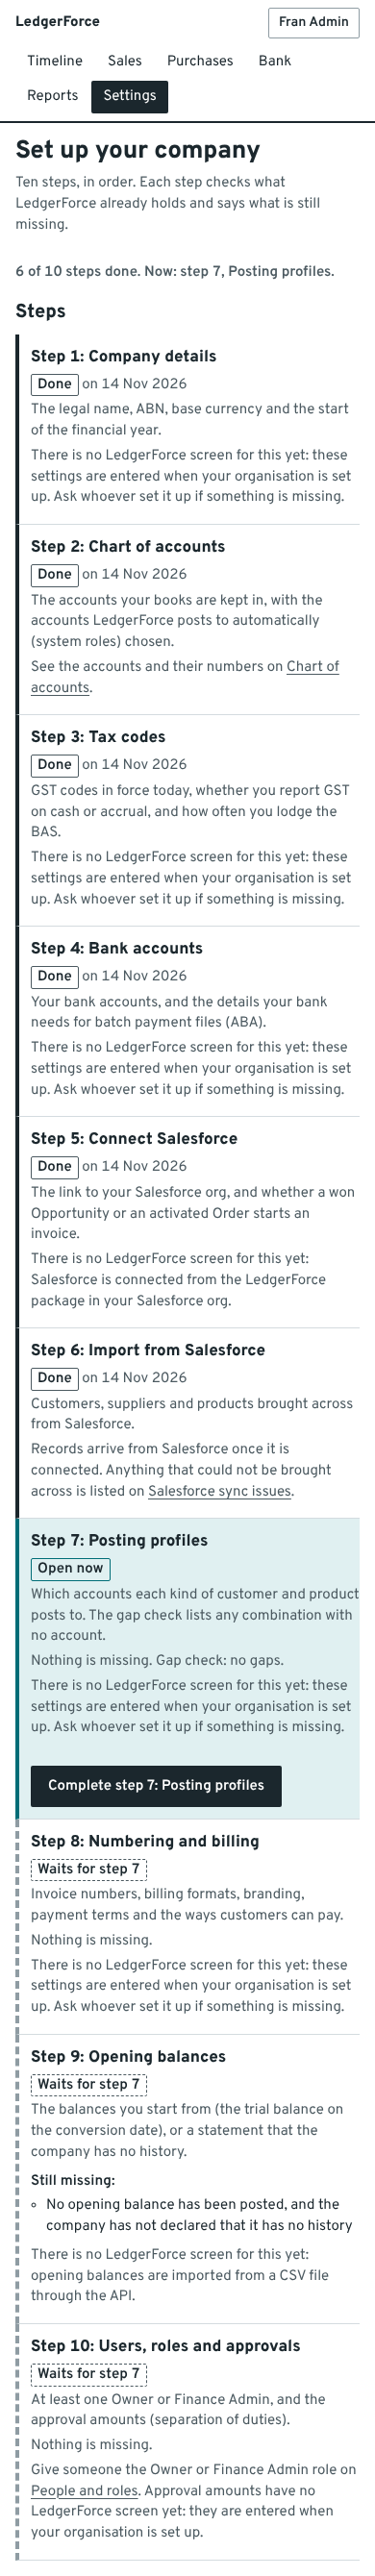 LedgerForce
Fran Admin
Timeline Sales Purchases Bank
Reports Settings
Set up your company
Ten steps, in order. Each step checks what
LedgerForce already holds and says what is still
missing.
6 of 10 steps done. Now: step 7, Posting profiles.
Steps
Step 1: Company details
Done on 14 Nov 2026
The legal name, ABN, base currency and the start
of the financial year.
There is no LedgerForce screen for this yet: these
settings are entered when your organisation is set
up. Ask whoever set it up if something is missing.
Step 2: Chart of accounts
Done on 14 Nov 2026
The accounts your books are kept in, with the
accounts LedgerForce posts to automatically
(system roles) chosen.
See the accounts and their numbers on Chart of
accounts.
Step 3: Tax codes
Done on 14 Nov 2026
GST codes in force today, whether you report GST
on cash or accrual, and how often you lodge the
BAS.
There is no LedgerForce screen for this yet: these
settings are entered when your organisation is set
up. Ask whoever set it up if something is missing.
Step 4: Bank accounts
Done on 14 Nov 2026
Your bank accounts, and the details your bank
needs for batch payment files (ABA).
There is no LedgerForce screen for this yet: these
settings are entered when your organisation is set
up. Ask whoever set it up if something is missing.
Step 5: Connect Salesforce
Done on 14 Nov 2026
The link to your Salesforce org, and whether a won
Opportunity or an activated Order starts an
invoice.
There is no LedgerForce screen for this yet:
Salesforce is connected from the LedgerForce
package in your Salesforce org.
Step 6: Import from Salesforce
Done on 14 Nov 2026
Customers, suppliers and products brought across
from Salesforce.
Records arrive from Salesforce once it is
connected. Anything that could not be brought
across is listed on Salesforce sync issues.
Step 7: Posting profiles
Open now
Which accounts each kind of customer and product
posts to. The gap check lists any combination with
no account.
Nothing is missing. Gap check: no gaps.
There is no LedgerForce screen for this yet: these
settings are entered when your organisation is set
up. Ask whoever set it up if something is missing.
Complete step 7: Posting profiles
Step 8: Numbering and billing
Waits for step 7
Invoice numbers, billing formats, branding,
payment terms and the ways customers can pay.
Nothing is missing.
There is no LedgerForce screen for this yet: these
settings are entered when your organisation is set
up. Ask whoever set it up if something is missing.
Step 9: Opening balances
Waits for step 7
The balances you start from (the trial balance on
the conversion date), or a statement that the
company has no history.
Still missing:
No opening balance has been posted, and the
company has not declared that it has no history
There is no LedgerForce screen for this yet:
opening balances are imported from a CSV file
through the API.
Step 10: Users, roles and approvals
Waits for step 7
At least one Owner or Finance Admin, and the
approval amounts (separation of duties).
Nothing is missing.
Give someone the Owner or Finance Admin role on
People and roles. Approval amounts have no
LedgerForce screen yet: they are entered when
your organisation is set up.